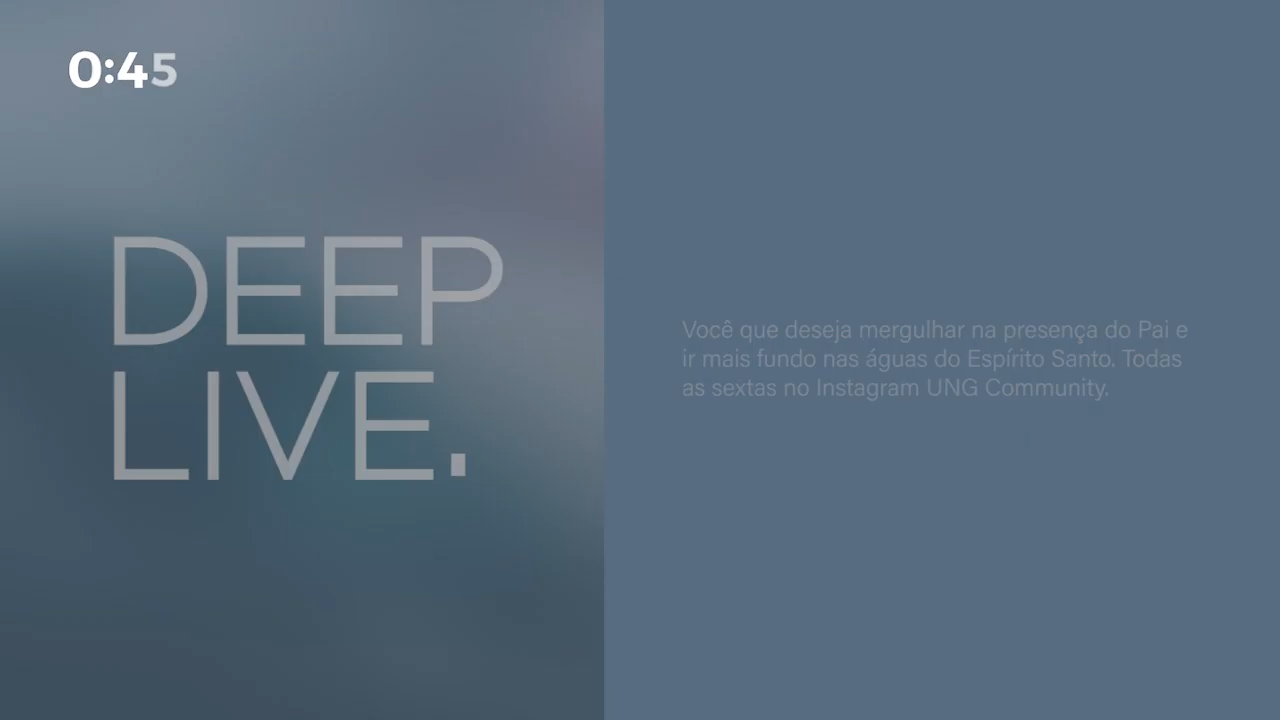 0:45
DEEP
LIVE.
Você que deseja mergulhar na presença do Pai e
ir mais fundo nas águas do Espírito Santo. Todas
as sextas no Instagram UNG Community.